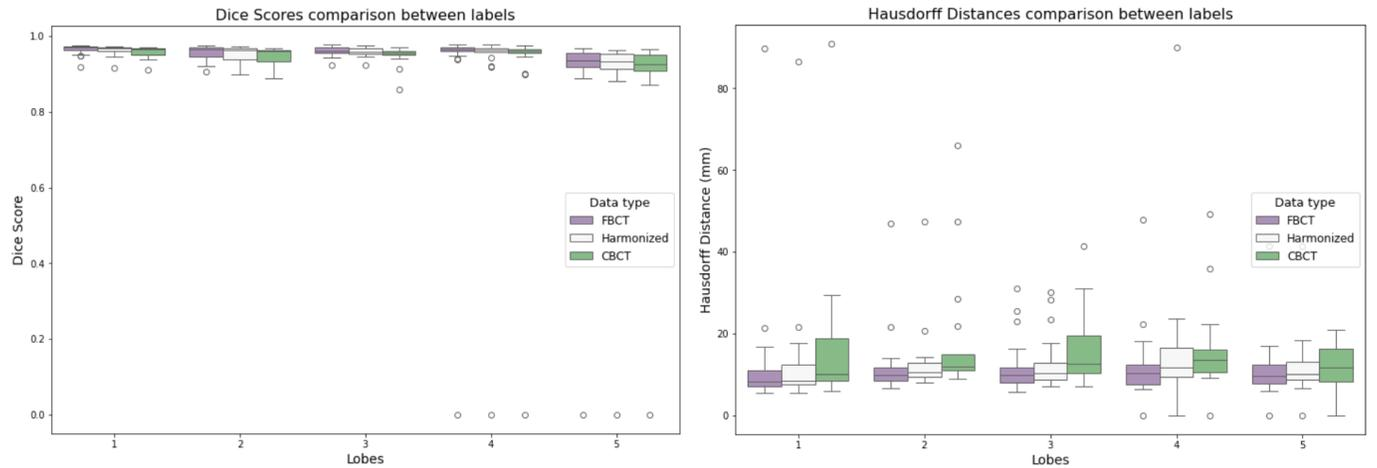 Dice Scores comparison between labels
1.0
0.8
0.6
0.4
0.2
0.0
Dice Score
Data type
FBCT
Harmonized
CBCT
1 2 3 4 5
Lobes
Hausdorff Distances comparison between labels
80
60
40
20
0
Hausdorff Distance (mm)
Data type
FBCT
Harmonized
CBCT
1 2 3 4 5
Lobes